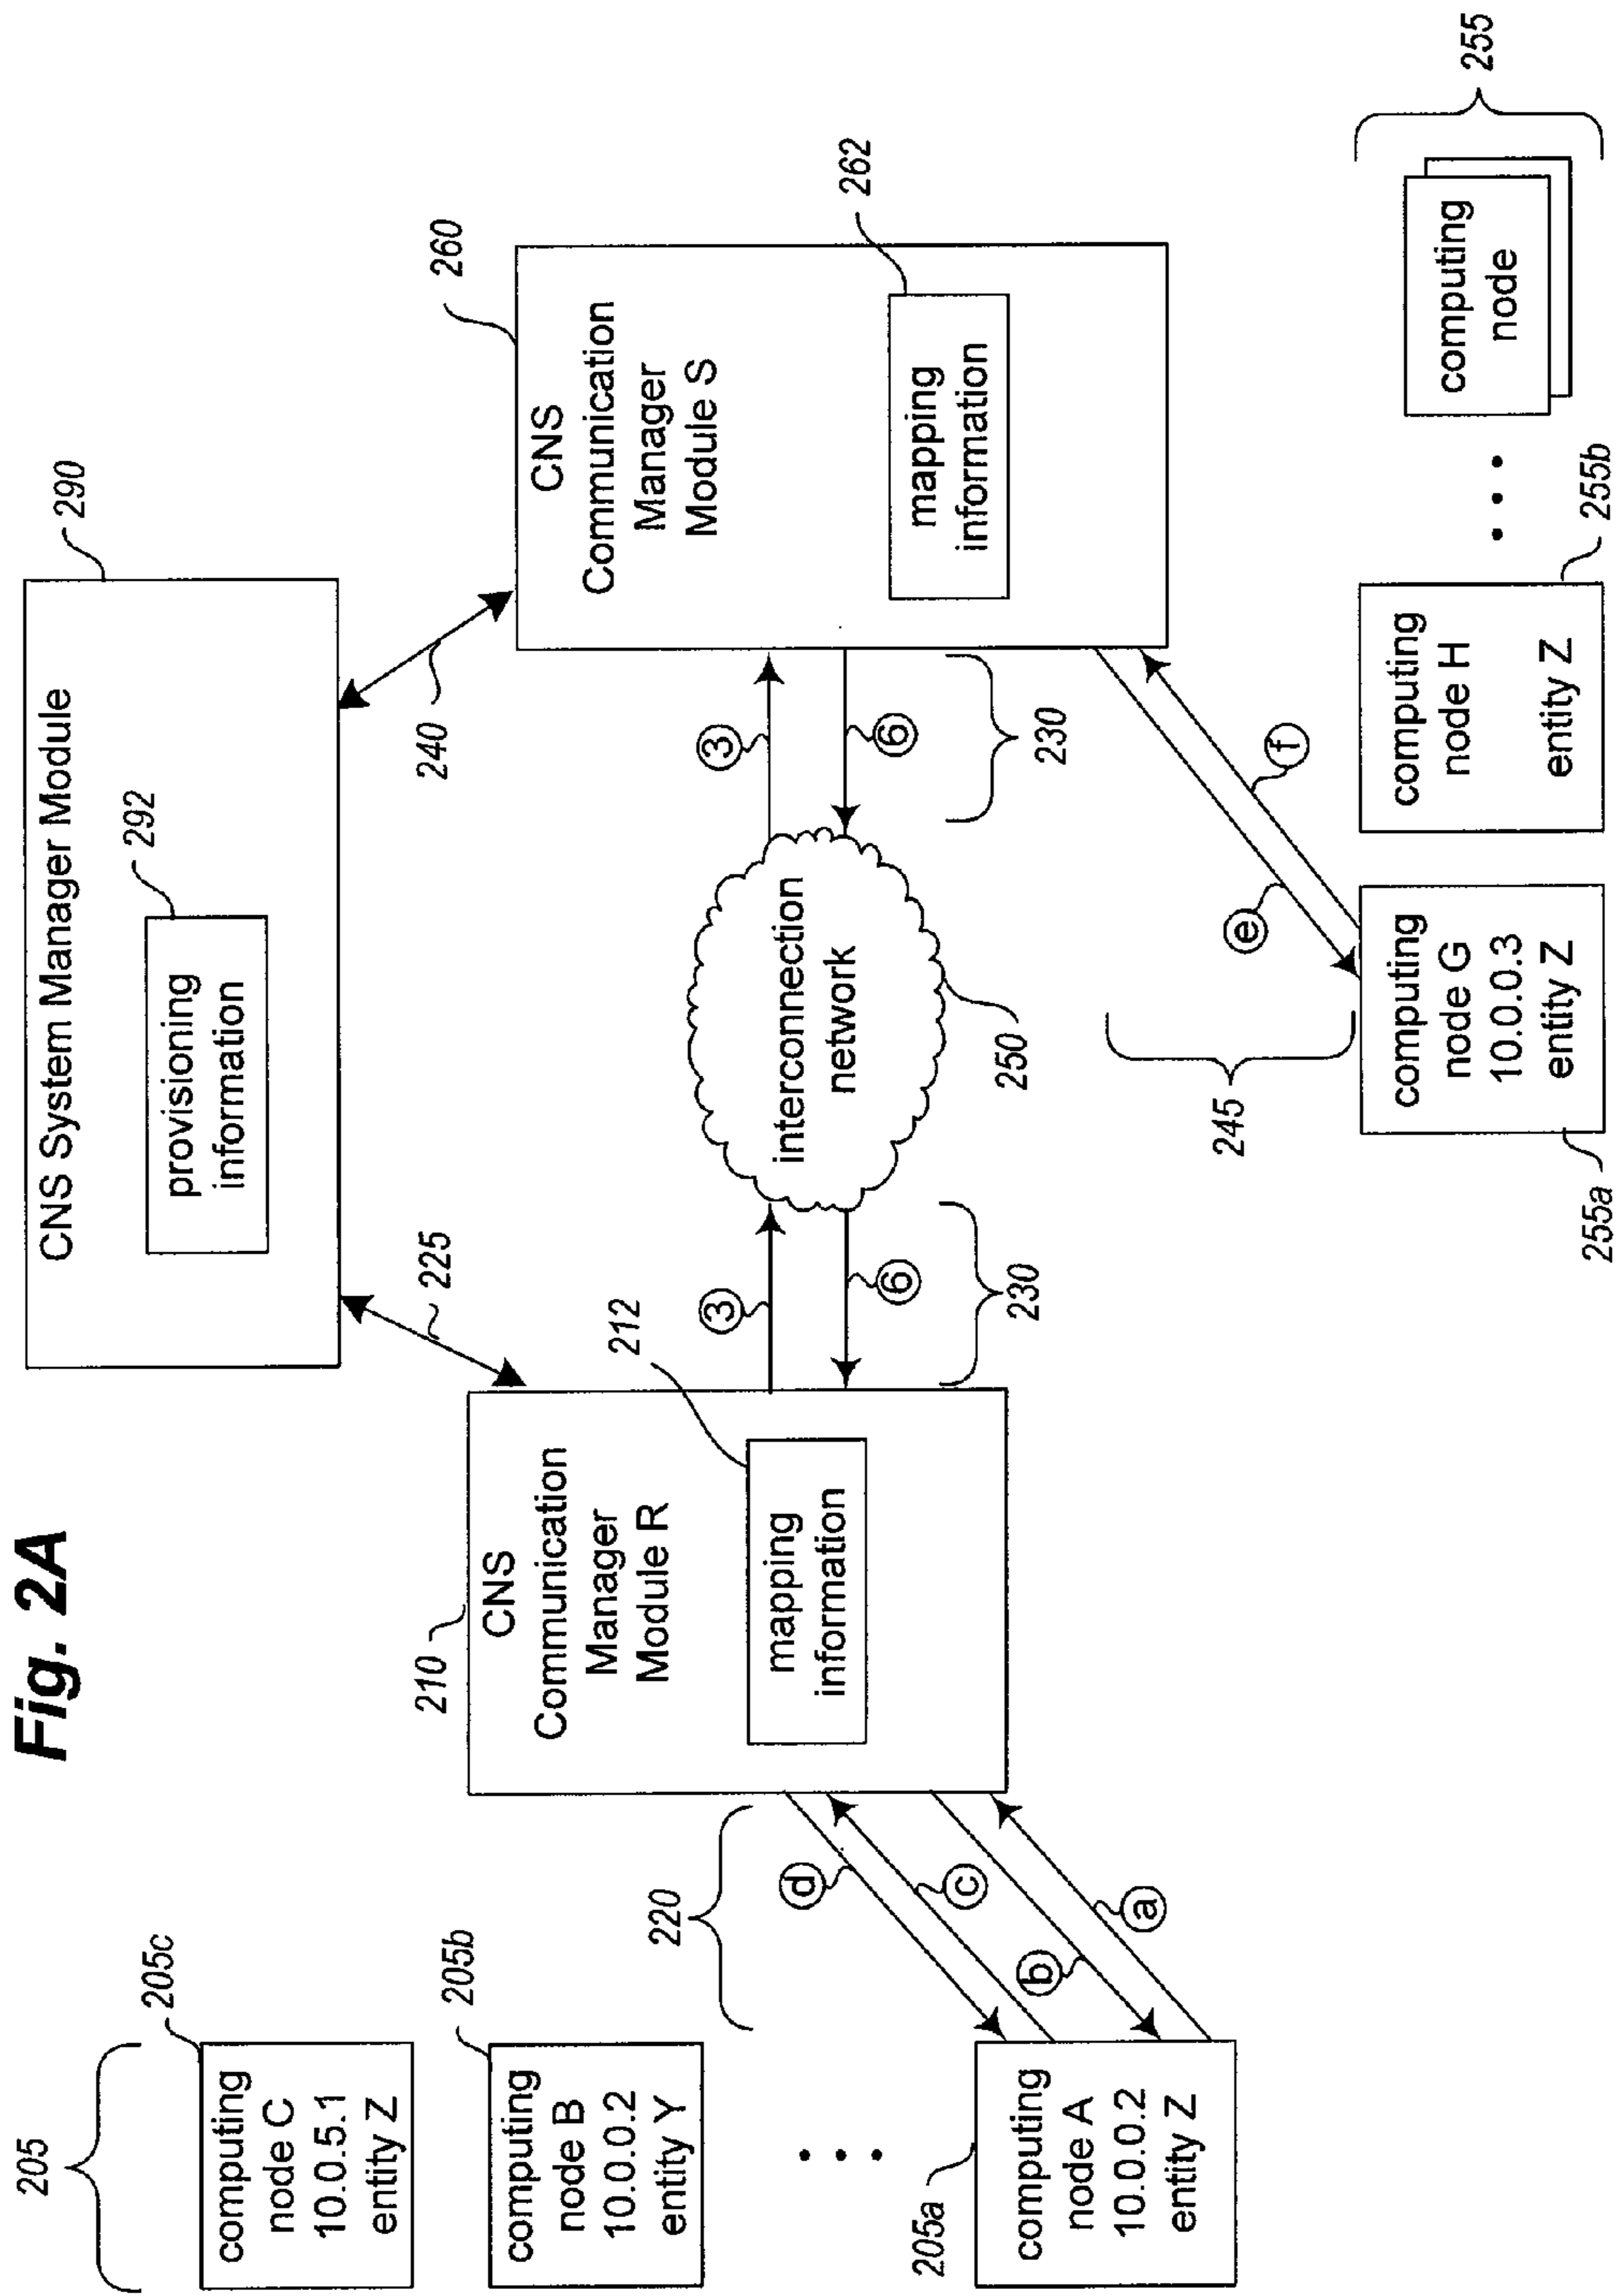 Fig. 2A
CNS System Manager Module
290
provisioning
information
292
205
205c
computing
node C
10.0.5.1
entity Z
205b
computing
node B
10.0.0.2
entity Y
205a
computing
node A
10.0.0.2
entity Z
220
d
c
b
a
210
CNS
Communication
Manager
Module R
mapping
information
212
225
240
3
6
230
interconnection
network
250
3
6
230
260
CNS
Communication
Manager
Module S
mapping
information
262
e
f
245
255a
computing
node G
10.0.0.3
entity Z
computing
node H
entity Z
255b
computing
node
255